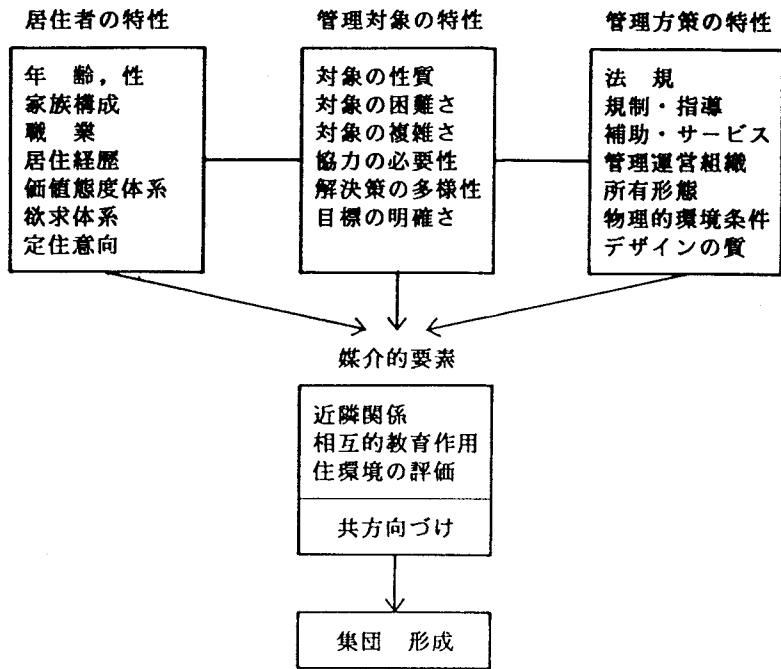 居住者の特性
年　齢，性
家族構成
職　業
居住経歴
価値態度体系
欲求体系
定住意向
管理対象の特性
対象の性質
対象の困難さ
対象の複雑さ
協力の必要性
解決策の多様性
目標の明確さ
管理方策の特性
法　規
規制・指導
補助・サービス
管理運営組織
所有形態
物理的環境条件
デザインの質
媒介的要素
近隣関係
相互的教育作用
住環境の評価
共方向づけ
集団　形成